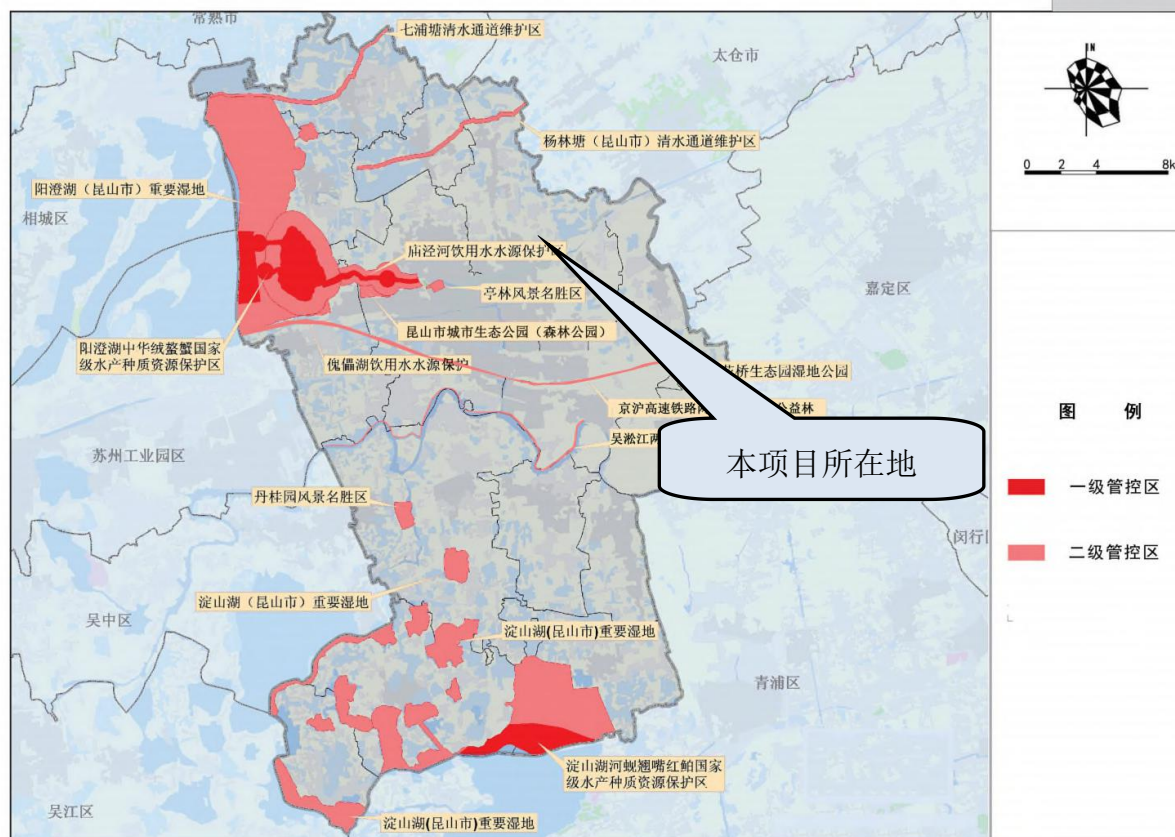 常熟市
七浦塘清水通道维护区
太仓市
N
杨林塘（昆山市）清水通道维护区
0 2 4 8k
阳澄湖（昆山市）重要湿地
相城区
庙泾河饮用水水源保护区
嘉定区
亭林风景名胜区
昆山市城市生态公园（森林公园）
阳澄湖中华绒螯蟹国家
级水产种质资源保护区
傀儡湖饮用水水源保护
桥生态园湿地公园
京沪高速铁路两
公益林
图 例
吴淞江两
苏州工业园区
本项目所在地
一级管控区
丹桂园风景名胜区
闵行
二级管控区
淀山湖（昆山市）重要湿地
吴中区
淀山湖(昆山市)重要湿地
青浦区
淀山湖河蚬翘嘴红鲌国家
级水产种质资源保护区
吴江区
淀山湖(昆山市)重要湿地